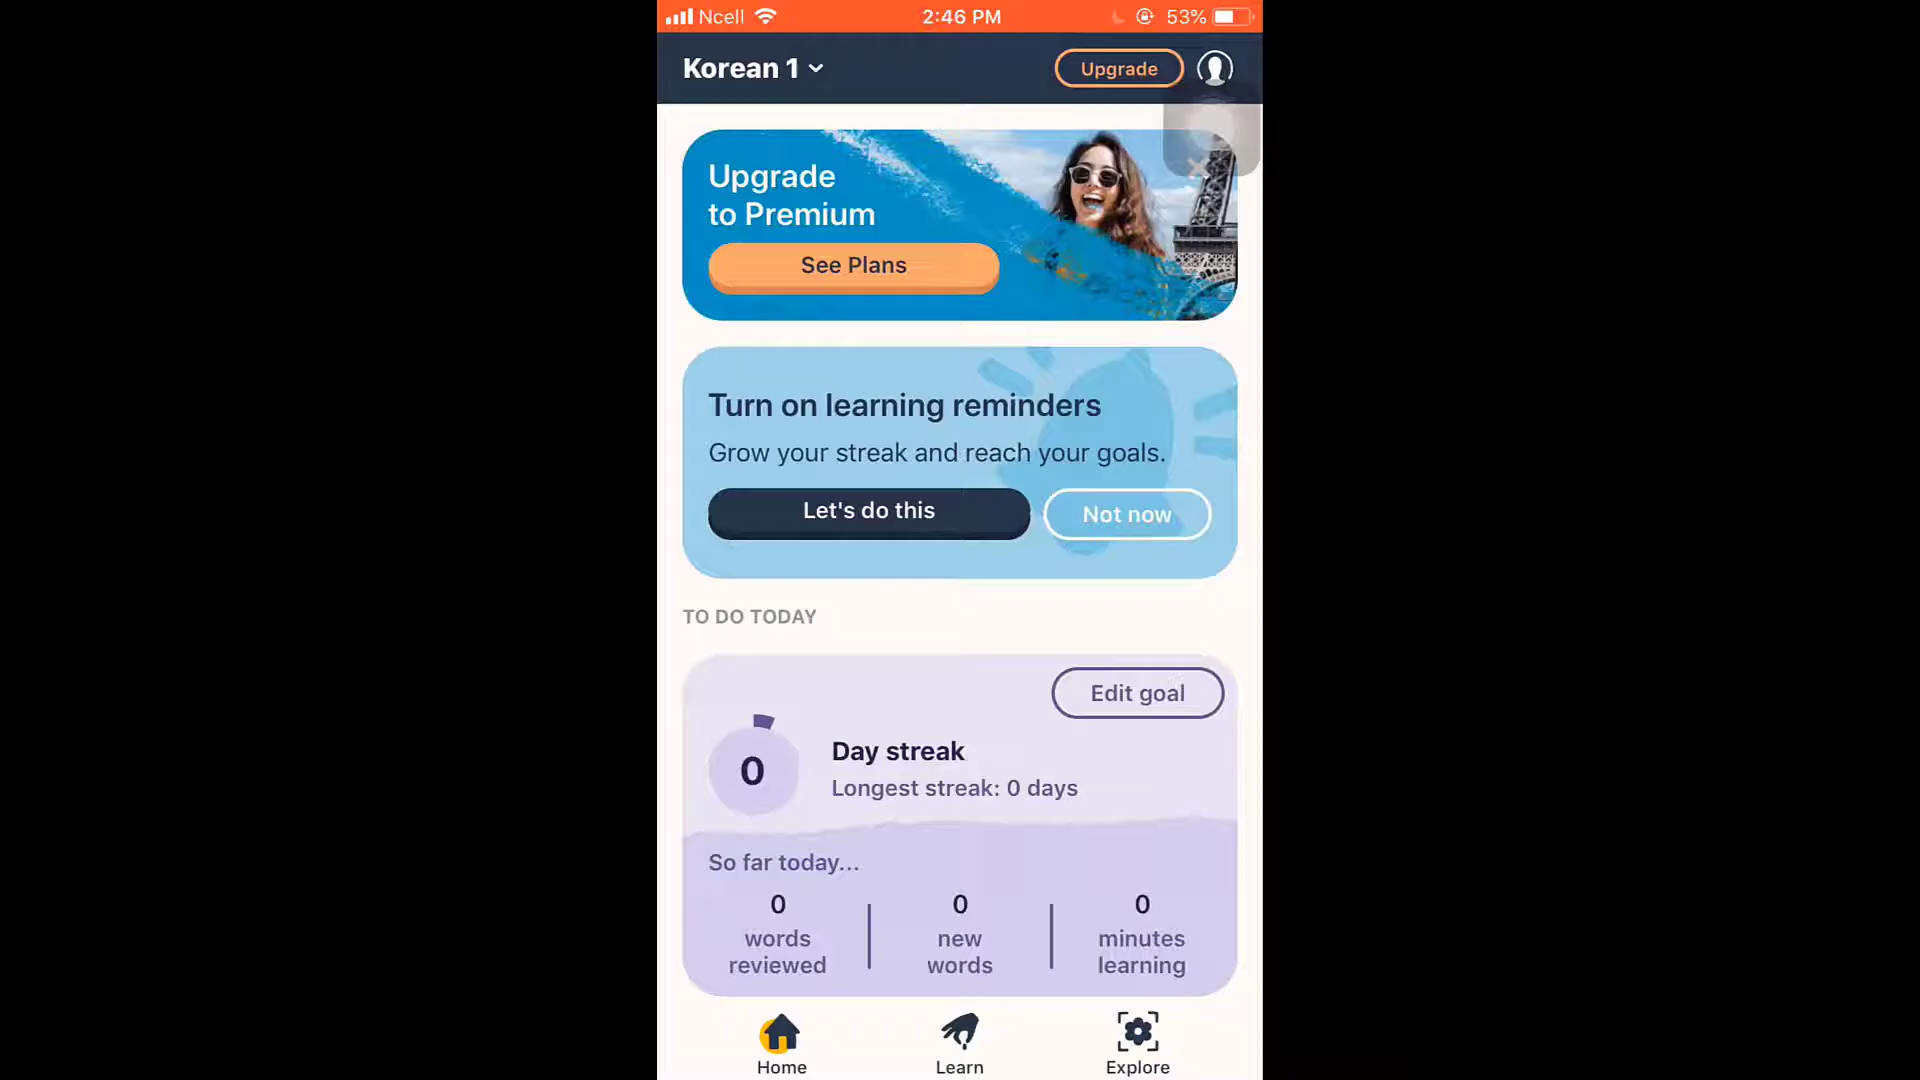 Ncell
2:46 PM
53%
Korean 1
Upgrade
Upgrade
to Premium
See Plans
Turn on learning reminders
Grow your streak and reach your goals.
Let's do this
Not now
TO DO TODAY
Edit goal
0
Day streak
Longest streak: 0 days
So far today...
0
words
reviewed
0
new
words
0
minutes
learning
Home
Learn
Explore